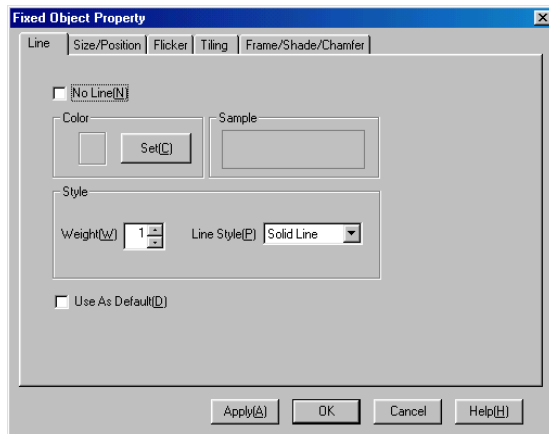 Fixed Object Property
Line Size/Position Flicker Tiling Frame/Shade/Chamfer
No Line(N)
Color Sample
Set(C)
Style
Weight(W) 1 Line Style(P) Solid Line
Use As Default(D)
Apply(A) OK Cancel Help(H)